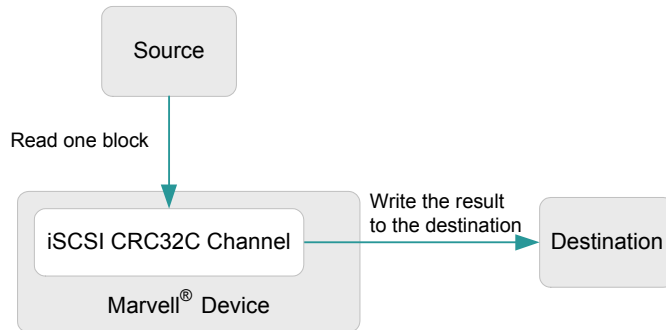 Source
Read one block
Write the result
to the destination
iSCSI CRC32C Channel
Destination
Marvell® Device